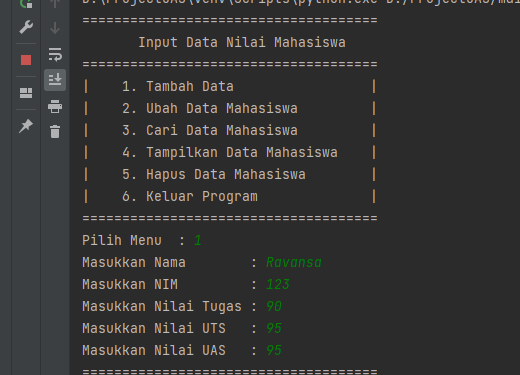 D:\ProjectUAS\venv\Scripts\python.exe D:/ProjectUAS/mai
=====================================
Input Data Nilai Mahasiswa
=====================================
|    1. Tambah Data                 |
|    2. Ubah Data Mahasiswa         |
|    3. Cari Data Mahasiswa         |
|    4. Tampilkan Data Mahasiswa    |
|    5. Hapus Data Mahasiswa        |
|    6. Keluar Program              |
=====================================
Pilih Menu  : 1
Masukkan Nama        : Ravansa
Masukkan NIM         : 123
Masukkan Nilai Tugas : 90
Masukkan Nilai UTS   : 95
Masukkan Nilai UAS   : 95
=====================================